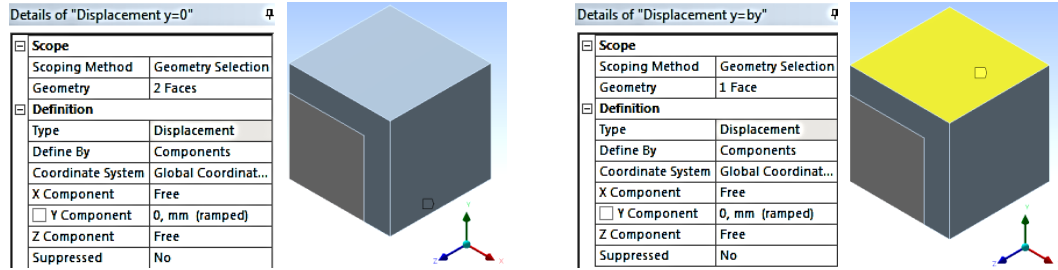 Details of "Displacement y=0"
Scope
Scoping Method Geometry Selection
Geometry 2 Faces
Definition
Type Displacement
Define By Components
Coordinate System Global Coordinat...
X Component Free
Y Component 0, mm (ramped)
Z Component Free
Suppressed No
Y
Z X
Details of "Displacement y=by"
Scope
Scoping Method Geometry Selection
Geometry 1 Face
Definition
Type Displacement
Define By Components
Coordinate System Global Coordinat...
X Component Free
Y Component 0, mm (ramped)
Z Component Free
Suppressed No
Y
Z